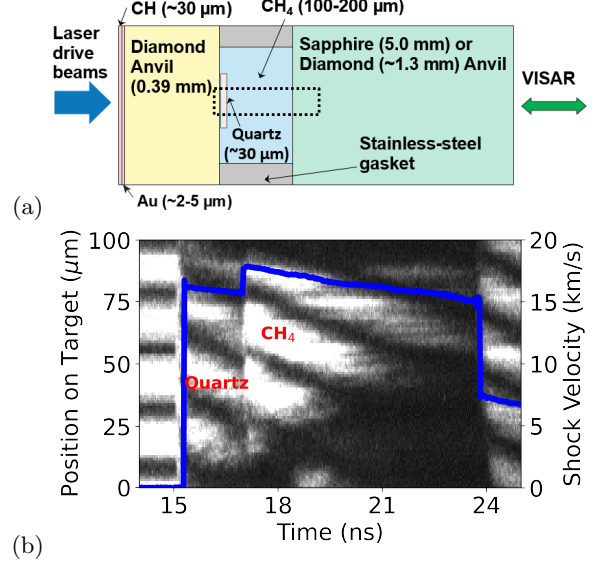 CH (~30 µm)
CH₄ (100-200 µm)
Laser
drive
beams
Diamond
Anvil
(0.39 mm)
Sapphire (5.0 mm) or
Diamond (~1.3 mm) Anvil
VISAR
Quartz
(~30 µm)
Stainless-steel
gasket
Au (~2-5 µm)
(a)
100
75
50
25
0
Position on Target (µm)
CH₄
Quartz
20
15
10
5
0
Shock Velocity (km/s)
15
18
21
24
Time (ns)
(b)